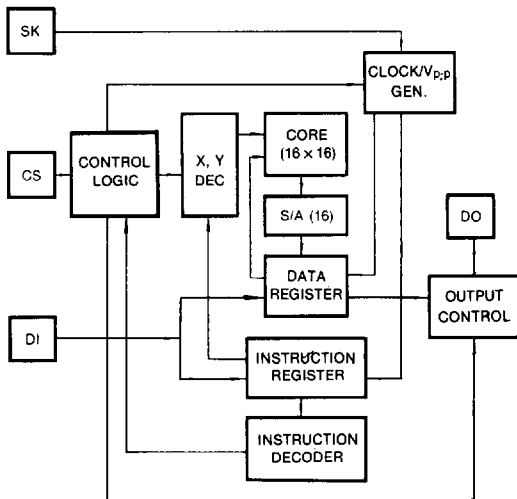 SK
CLOCK/Vp;p
GEN.
CORE
(16 x 16)
CONTROL
LOGIC
X, Y
DEC
CS
S/A (16)
DO
DATA
REGISTER
OUTPUT
CONTROL
DI
INSTRUCTION
REGISTER
INSTRUCTION
DECODER